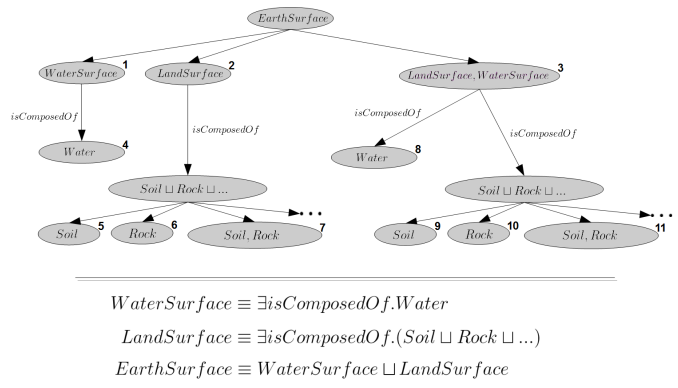 EarthSurface
WaterSurface 1
LandSurface 2
LandSurface, WaterSurface 3
isComposedOf
isComposedOf
isComposedOf
isComposedOf
Water 4
Water 8
Soil ⊔ Rock ⊔ ...
Soil ⊔ Rock ⊔ ...
Soil 5
Rock 6
Soil, Rock 7
...
Soil 9
Rock 10
Soil, Rock 11
...
WaterSurface ≡ ∃isComposedOf.Water
LandSurface ≡ ∃isComposedOf.(Soil ⊔ Rock ⊔ ...)
EarthSurface ≡ WaterSurface ⊔ LandSurface